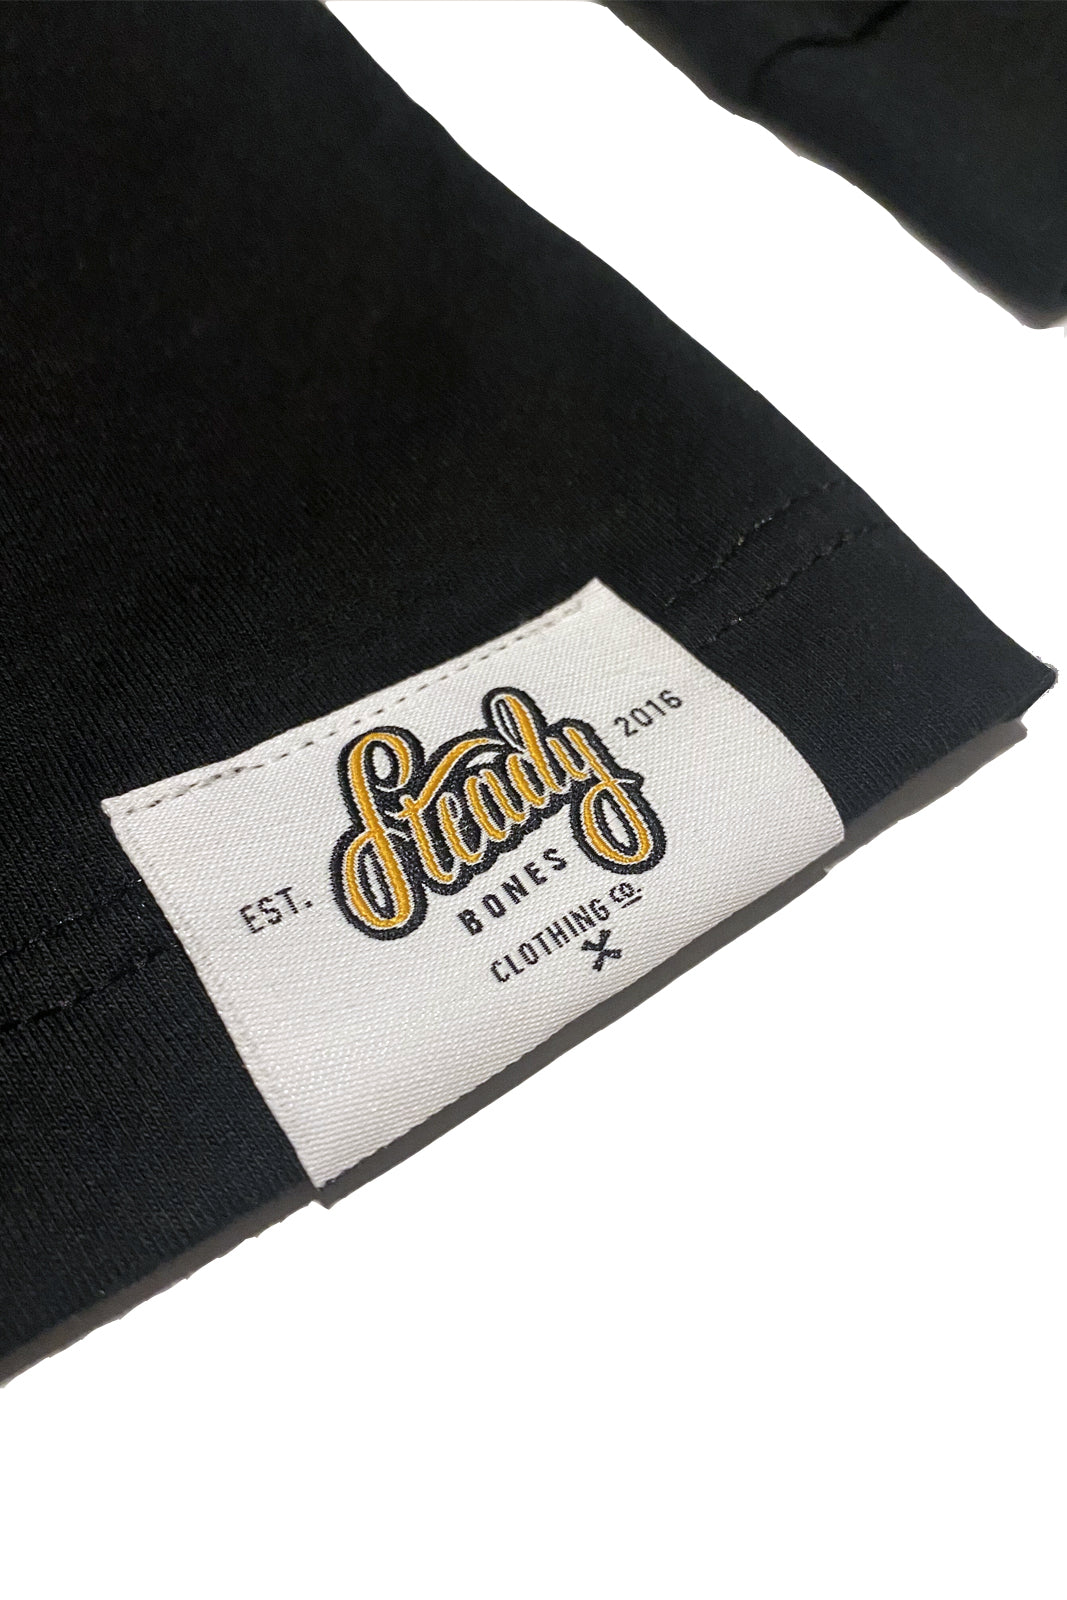 Steady
EST. 2016
BONES
CLOTHING CO.
X